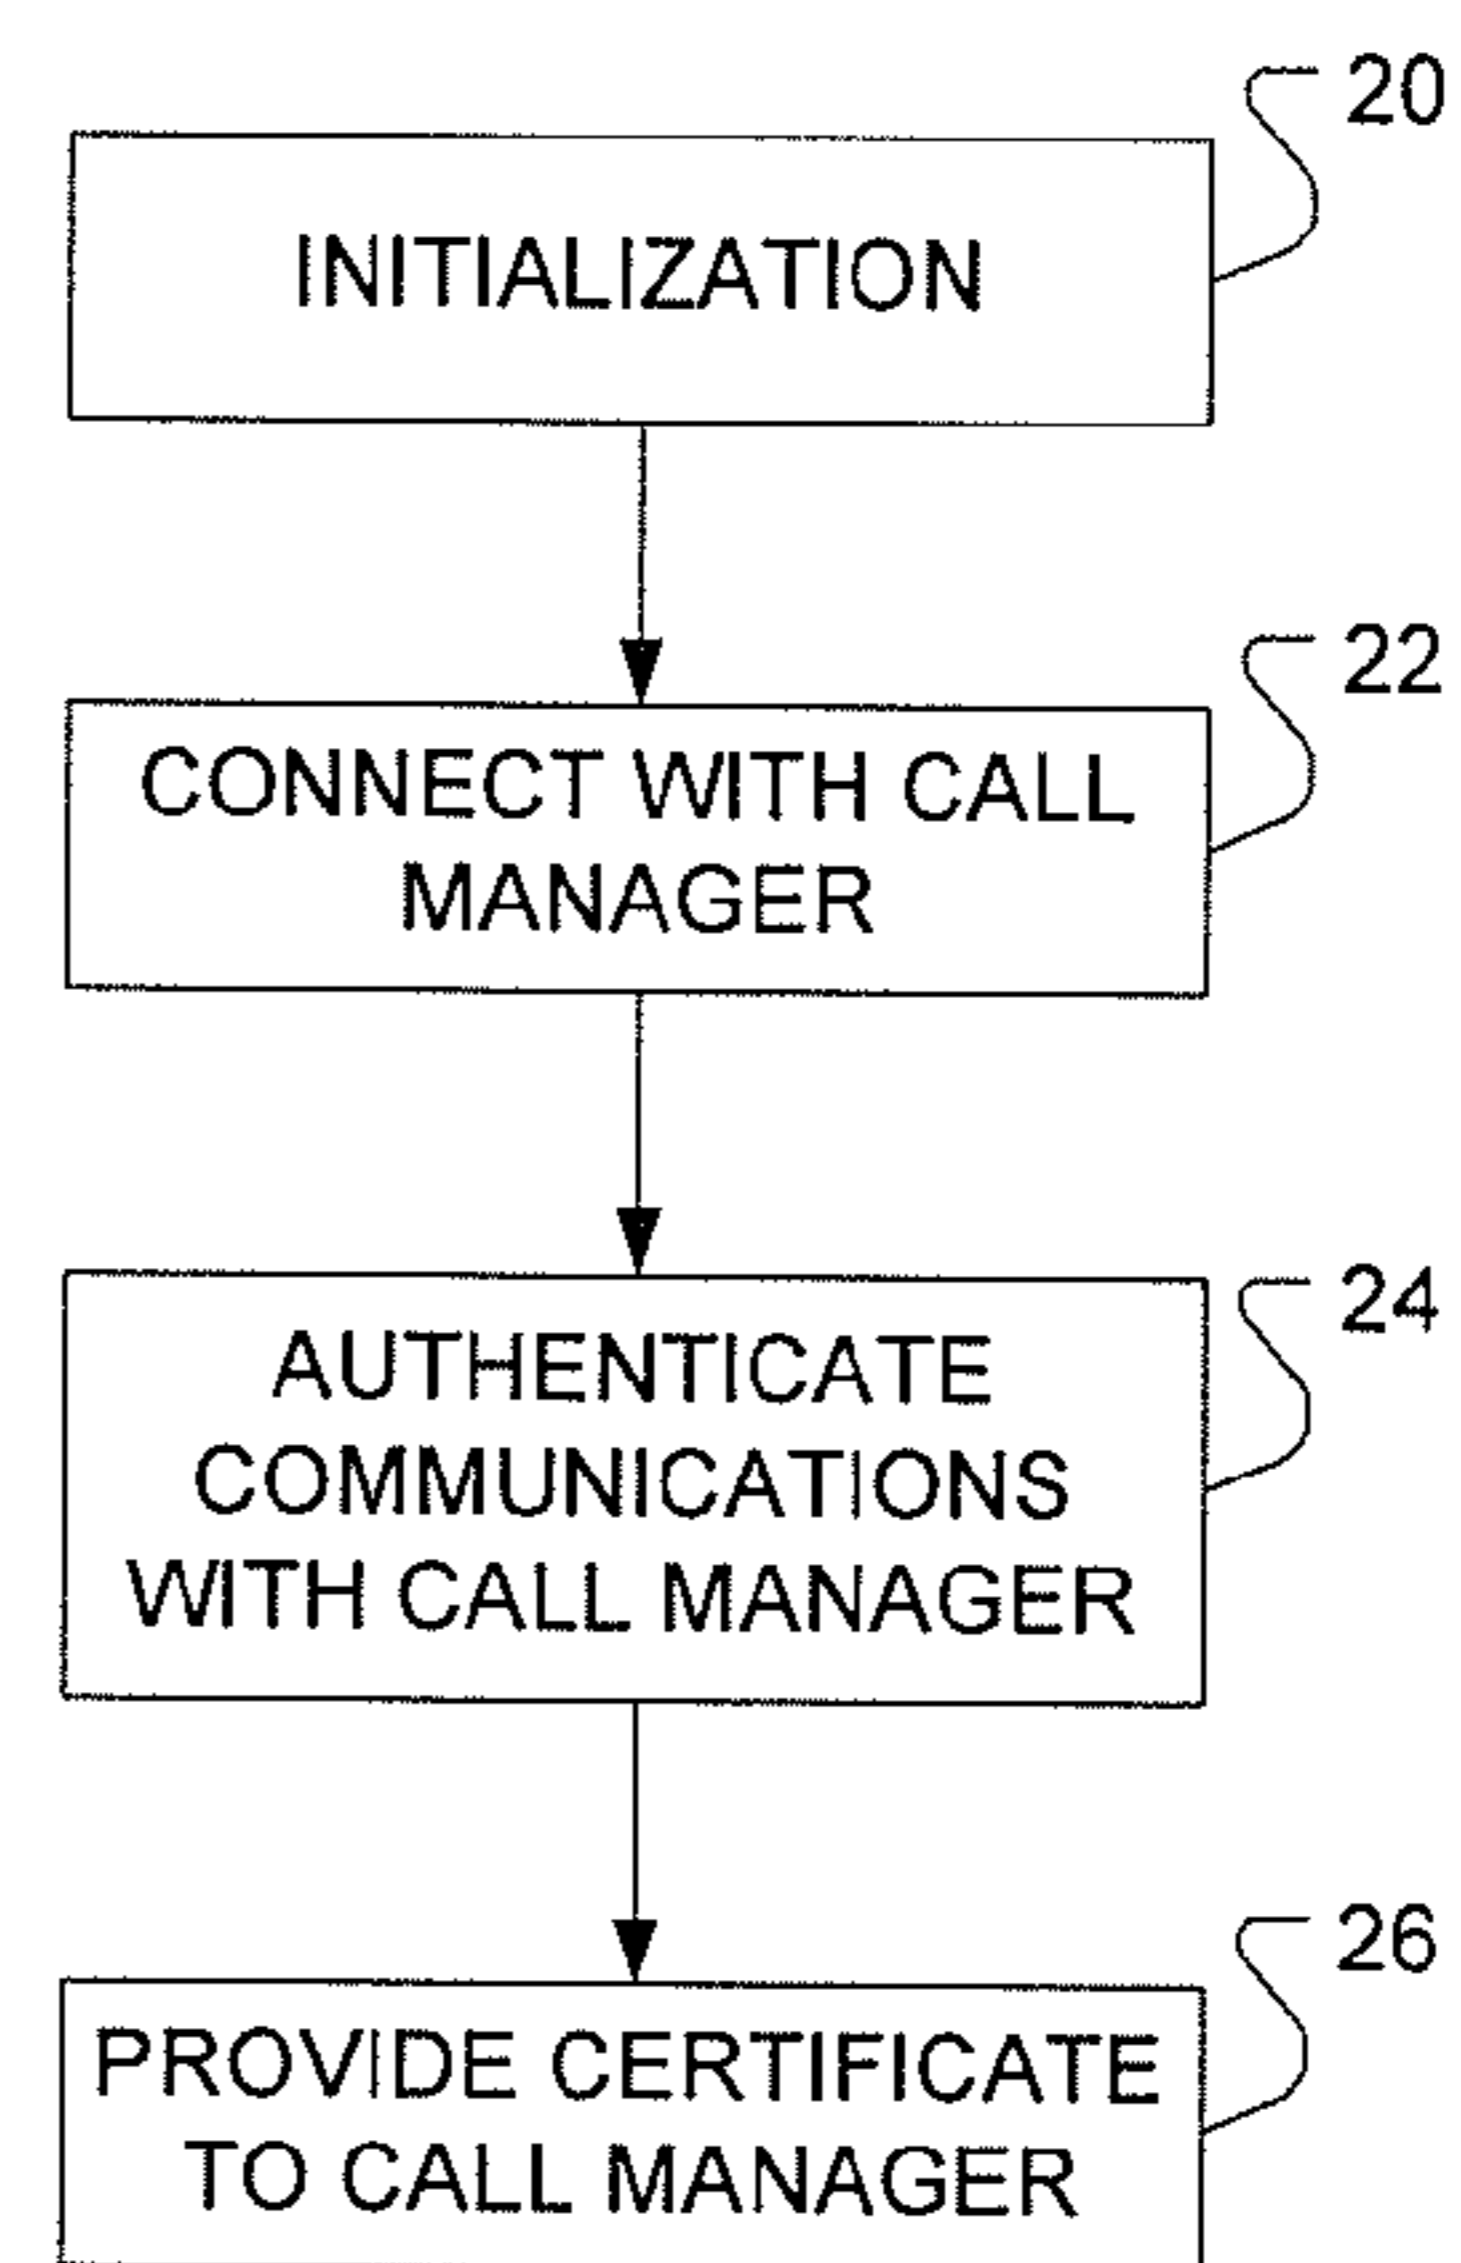 20
INITIALIZATION
22
CONNECT WITH CALL
MANAGER
24
AUTHENTICATE
COMMUNICATIONS
WITH CALL MANAGER
26
PROVIDE CERTIFICATE
TO CALL MANAGER